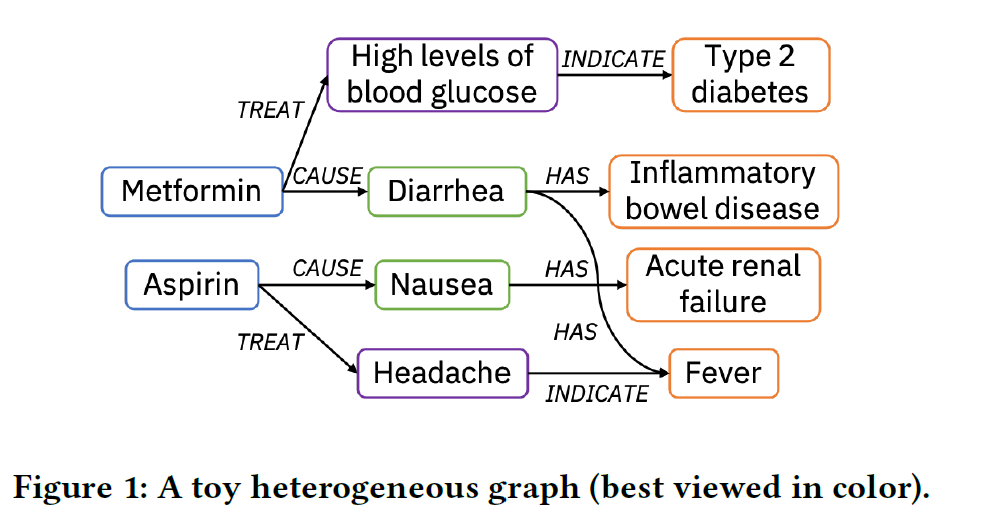 High levels of
blood glucose
INDICATE
Type 2
diabetes
TREAT
Metformin
CAUSE
Diarrhea
HAS
Inflammatory
bowel disease
Aspirin
CAUSE
Nausea
HAS
Acute renal
failure
TREAT
HAS
Headache
INDICATE
Fever
Figure 1: A toy heterogeneous graph (best viewed in color).